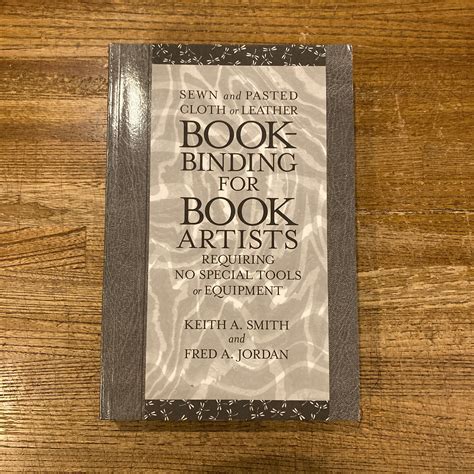 SEWN and PASTED
CLOTH or LEATHER
BOOK-
BINDING
FOR
BOOK
ARTISTS
REQUIRING
NO SPECIAL TOOLS
or EQUIPMENT
KEITH A. SMITH
and
FRED A. JORDAN